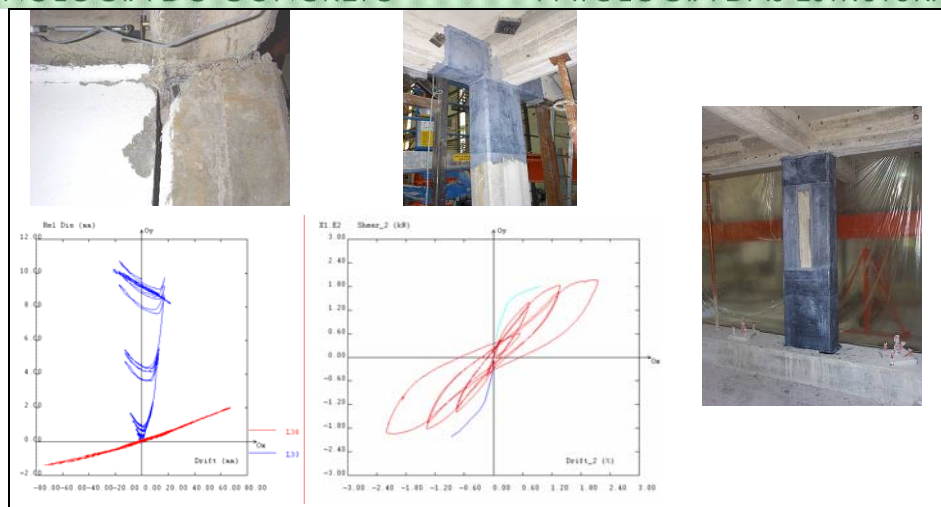 Rel Dis (mm)
Oy
12.00
10.00
8.00
6.00
4.00
2.00
0.00
-2.00
Ox
Drift (mm)
-80.00 -60.00 -40.00 -20.00 0.00 20.00 40.00 60.00 80.00
L38
L33
X1.E2 Shear_2 (kN)
Oy
3.00
2.40
1.80
1.20
0.60
0.00
-0.60
-1.20
-1.80
-2.40
-3.00
Ox
Drift_2 (%)
-3.00 -2.40 -1.80 -1.20 -0.60 0.00 0.60 1.20 1.80 2.40 3.00